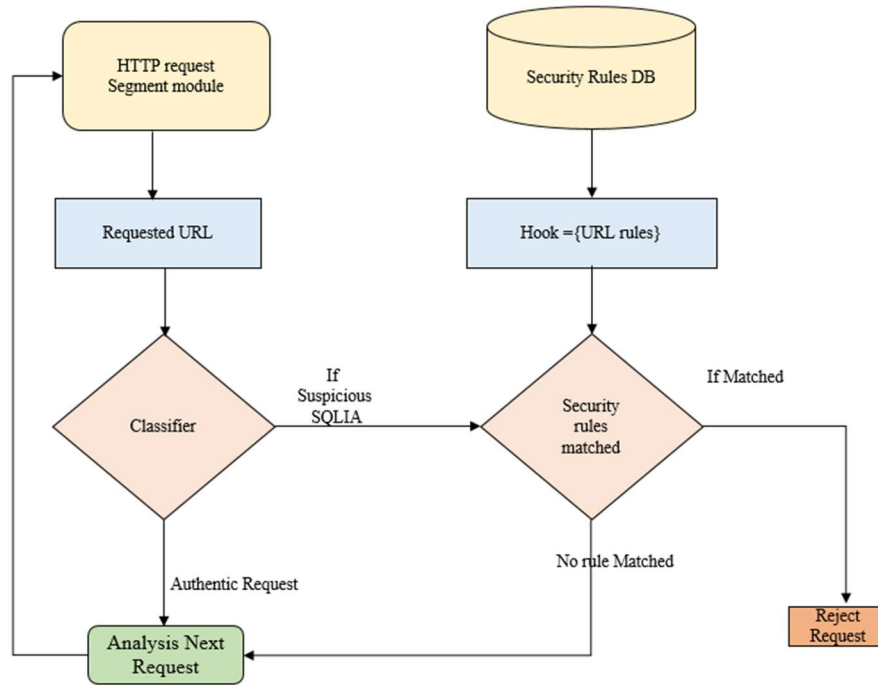 HTTP request
Segment module
Security Rules DB
Requested URL
Hook ={URL rules}
If
Suspicious
SQLIA
If Matched
Classifier
Security
rules
matched
No rule Matched
Authentic Request
Analysis Next
Request
Reject
Request